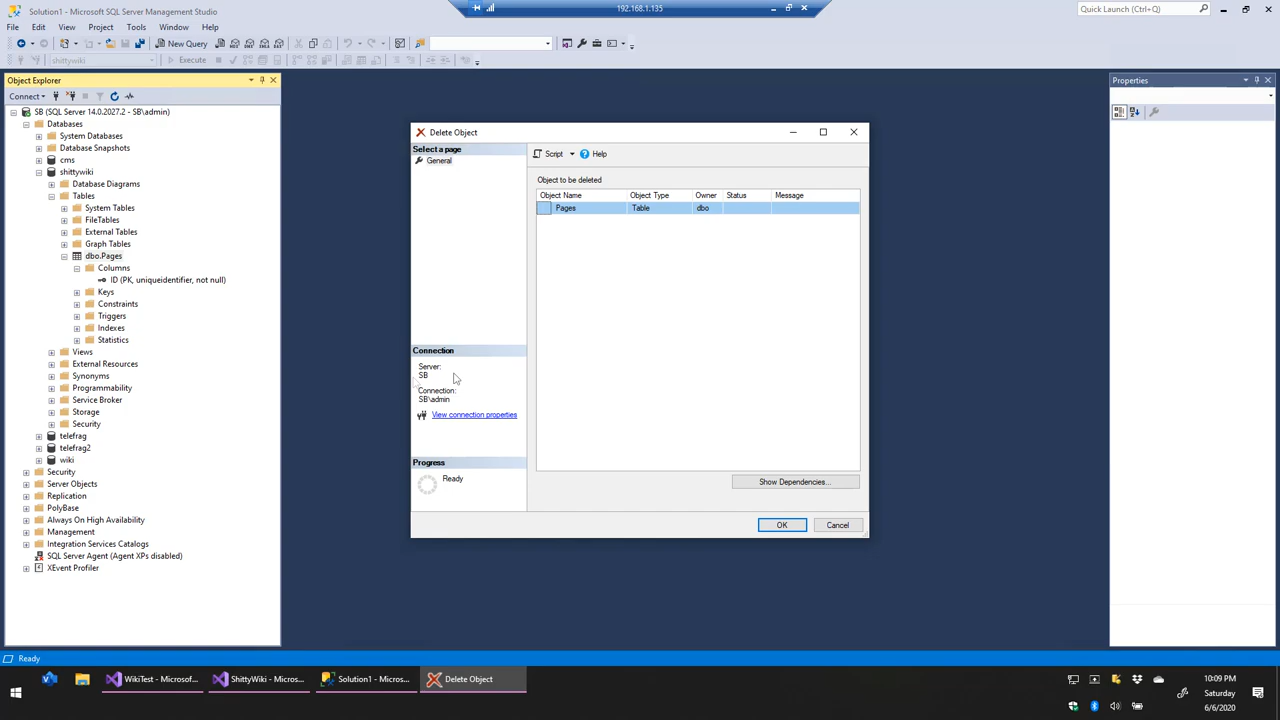 Solution1 - Microsoft SQL Server Management Studio
192.168.1.135
Quick Launch (Ctrl+Q)
File Edit View Project Tools Window Help
New Query
shittywiki
Execute
Object Explorer
Connect
SB (SQL Server 14.0.2027.2 - SB\admin)
Databases
System Databases
Database Snapshots
cms
shittywiki
Database Diagrams
Tables
System Tables
FileTables
External Tables
Graph Tables
dbo.Pages
Columns
ID (PK, uniqueidentifier, not null)
Keys
Constraints
Triggers
Indexes
Statistics
Views
External Resources
Synonyms
Programmability
Service Broker
Storage
Security
telefrag
telefrag2
wiki
Security
Server Objects
Replication
PolyBase
Always On High Availability
Management
Integration Services Catalogs
SQL Server Agent (Agent XPs disabled)
XEvent Profiler
Delete Object
Select a page
General
Connection
Server:
SB
Connection:
SB\admin
View connection properties
Progress
Ready
Script Help
Object to be deleted
Object Name Object Type Owner Status Message
Pages Table dbo
Show Dependencies...
OK Cancel
Properties
Ready
WikiTest - Microsof...
ShittyWiki - Micros...
Solution1 - Micros...
Delete Object
10:09 PM
Saturday
6/6/2020